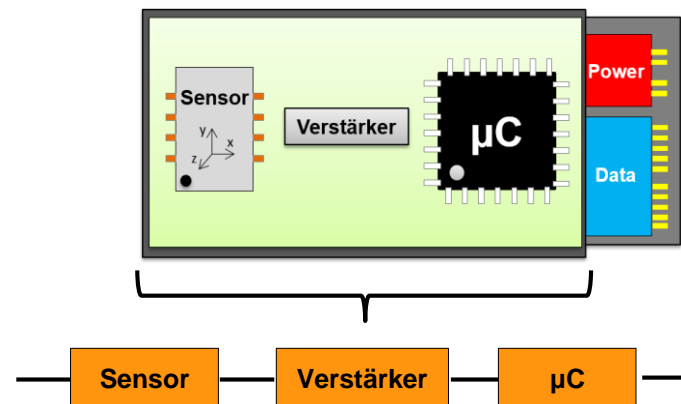 Sensor
y
x
z
Verstärker
µC
Power
Data
Sensor
Verstärker
µC